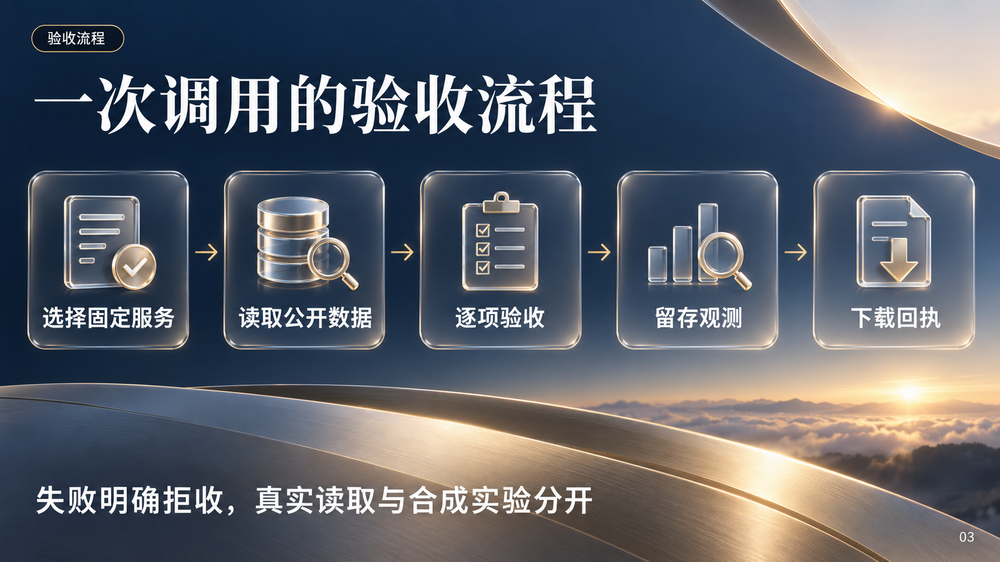 验收流程
一次调用的验收流程
选择固定服务
读取公开数据
逐项验收
留存观测
下载回执
失败明确拒收，真实读取与合成实验分开
03